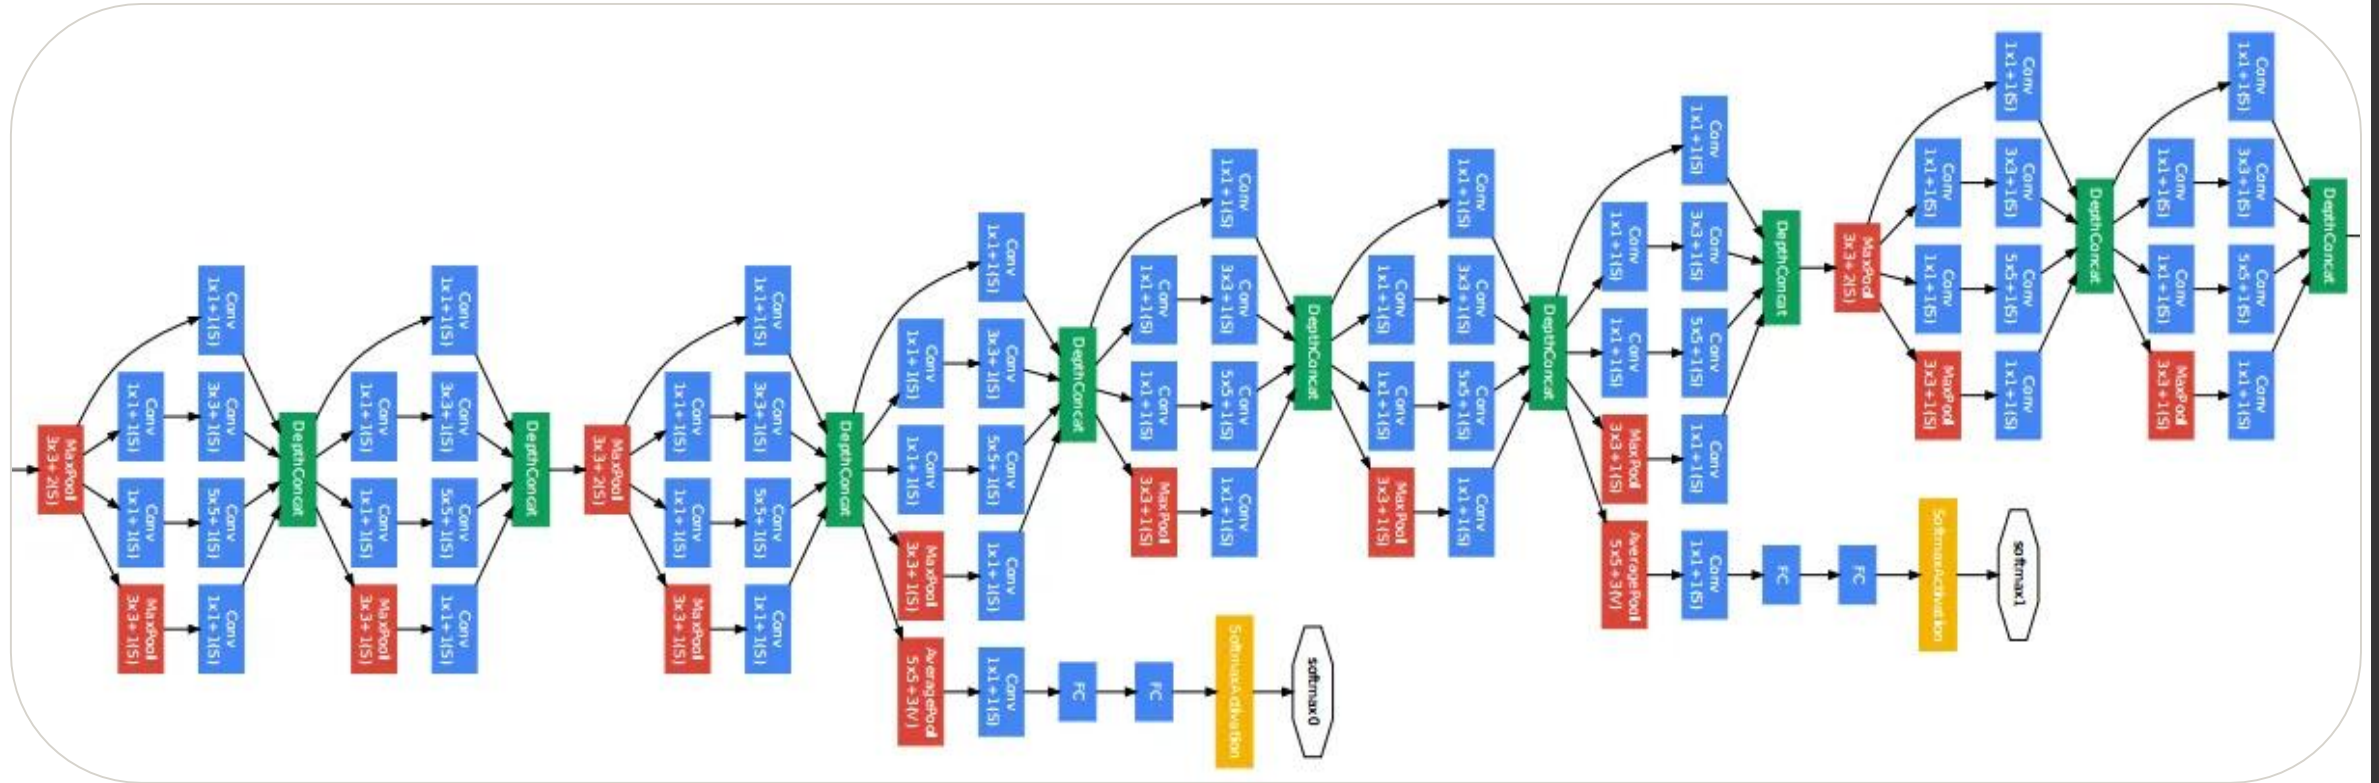 MaxPool
3x3+2(S)
Conv
1x1+1(S)
Conv
1x1+1(S)
MaxPool
3x3+1(S)
Conv
1x1+1(S)
Conv
3x3+1(S)
Conv
5x5+1(S)
Conv
1x1+1(S)
DepthConcat
Conv
1x1+1(S)
Conv
1x1+1(S)
MaxPool
3x3+1(S)
Conv
1x1+1(S)
Conv
3x3+1(S)
Conv
5x5+1(S)
Conv
1x1+1(S)
DepthConcat
MaxPool
3x3+2(S)
Conv
1x1+1(S)
Conv
1x1+1(S)
MaxPool
3x3+1(S)
Conv
1x1+1(S)
Conv
3x3+1(S)
Conv
5x5+1(S)
Conv
1x1+1(S)
DepthConcat
Conv
1x1+1(S)
Conv
1x1+1(S)
MaxPool
3x3+1(S)
AveragePool
5x5+3(V)
Conv
1x1+1(S)
Conv
3x3+1(S)
Conv
5x5+1(S)
Conv
1x1+1(S)
Conv
1x1+1(S)
DepthConcat
FC
Conv
1x1+1(S)
Conv
1x1+1(S)
MaxPool
3x3+1(S)
FC
Conv
1x1+1(S)
Conv
3x3+1(S)
Conv
5x5+1(S)
Conv
1x1+1(S)
SoftmaxActivation
DepthConcat
softmax0
Conv
1x1+1(S)
Conv
1x1+1(S)
MaxPool
3x3+1(S)
Conv
1x1+1(S)
Conv
3x3+1(S)
Conv
5x5+1(S)
Conv
1x1+1(S)
DepthConcat
Conv
1x1+1(S)
Conv
1x1+1(S)
MaxPool
3x3+1(S)
AveragePool
5x5+3(V)
Conv
1x1+1(S)
Conv
3x3+1(S)
Conv
5x5+1(S)
Conv
1x1+1(S)
Conv
1x1+1(S)
DepthConcat
FC
MaxPool
3x3+2(S)
FC
Conv
1x1+1(S)
Conv
1x1+1(S)
MaxPool
3x3+1(S)
SoftmaxActivation
Conv
1x1+1(S)
Conv
3x3+1(S)
Conv
5x5+1(S)
Conv
1x1+1(S)
softmax1
DepthConcat
Conv
1x1+1(S)
Conv
1x1+1(S)
MaxPool
3x3+1(S)
Conv
1x1+1(S)
Conv
3x3+1(S)
Conv
5x5+1(S)
Conv
1x1+1(S)
DepthConcat